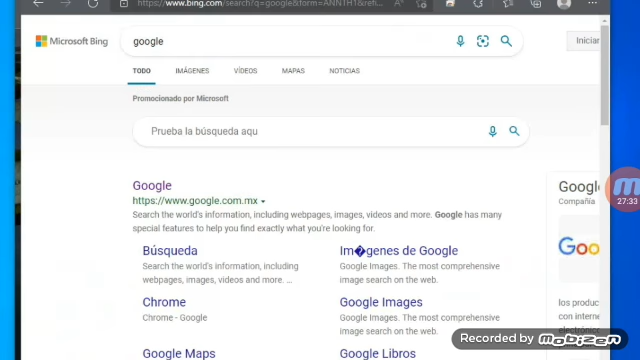 https://www.bing.com/search?q=google&form=ANNTH1&refi
Microsoft Bing
google
Iniciar
TODO IMÁGENES VÍDEOS MAPAS NOTICIAS
Promocionado por Microsoft
Prueba la búsqueda aquí
Google
https://www.google.com.mx
Search the world's information, including webpages, images, videos and more. Google has many
special features to help you find exactly what you're looking for.
Búsqueda
Search the world's information, including
webpages, images, videos and more. ...
Im�genes de Google
Google Images. The most comprehensive
image search on the web.
Chrome
Chrome - Google
Google Images
Google Images. The most comprehensive
image search on the web.
Google Maps
Google Libros
Google
Compañía
Goo
los produc
con interne
27:33
Recorded by mobizen